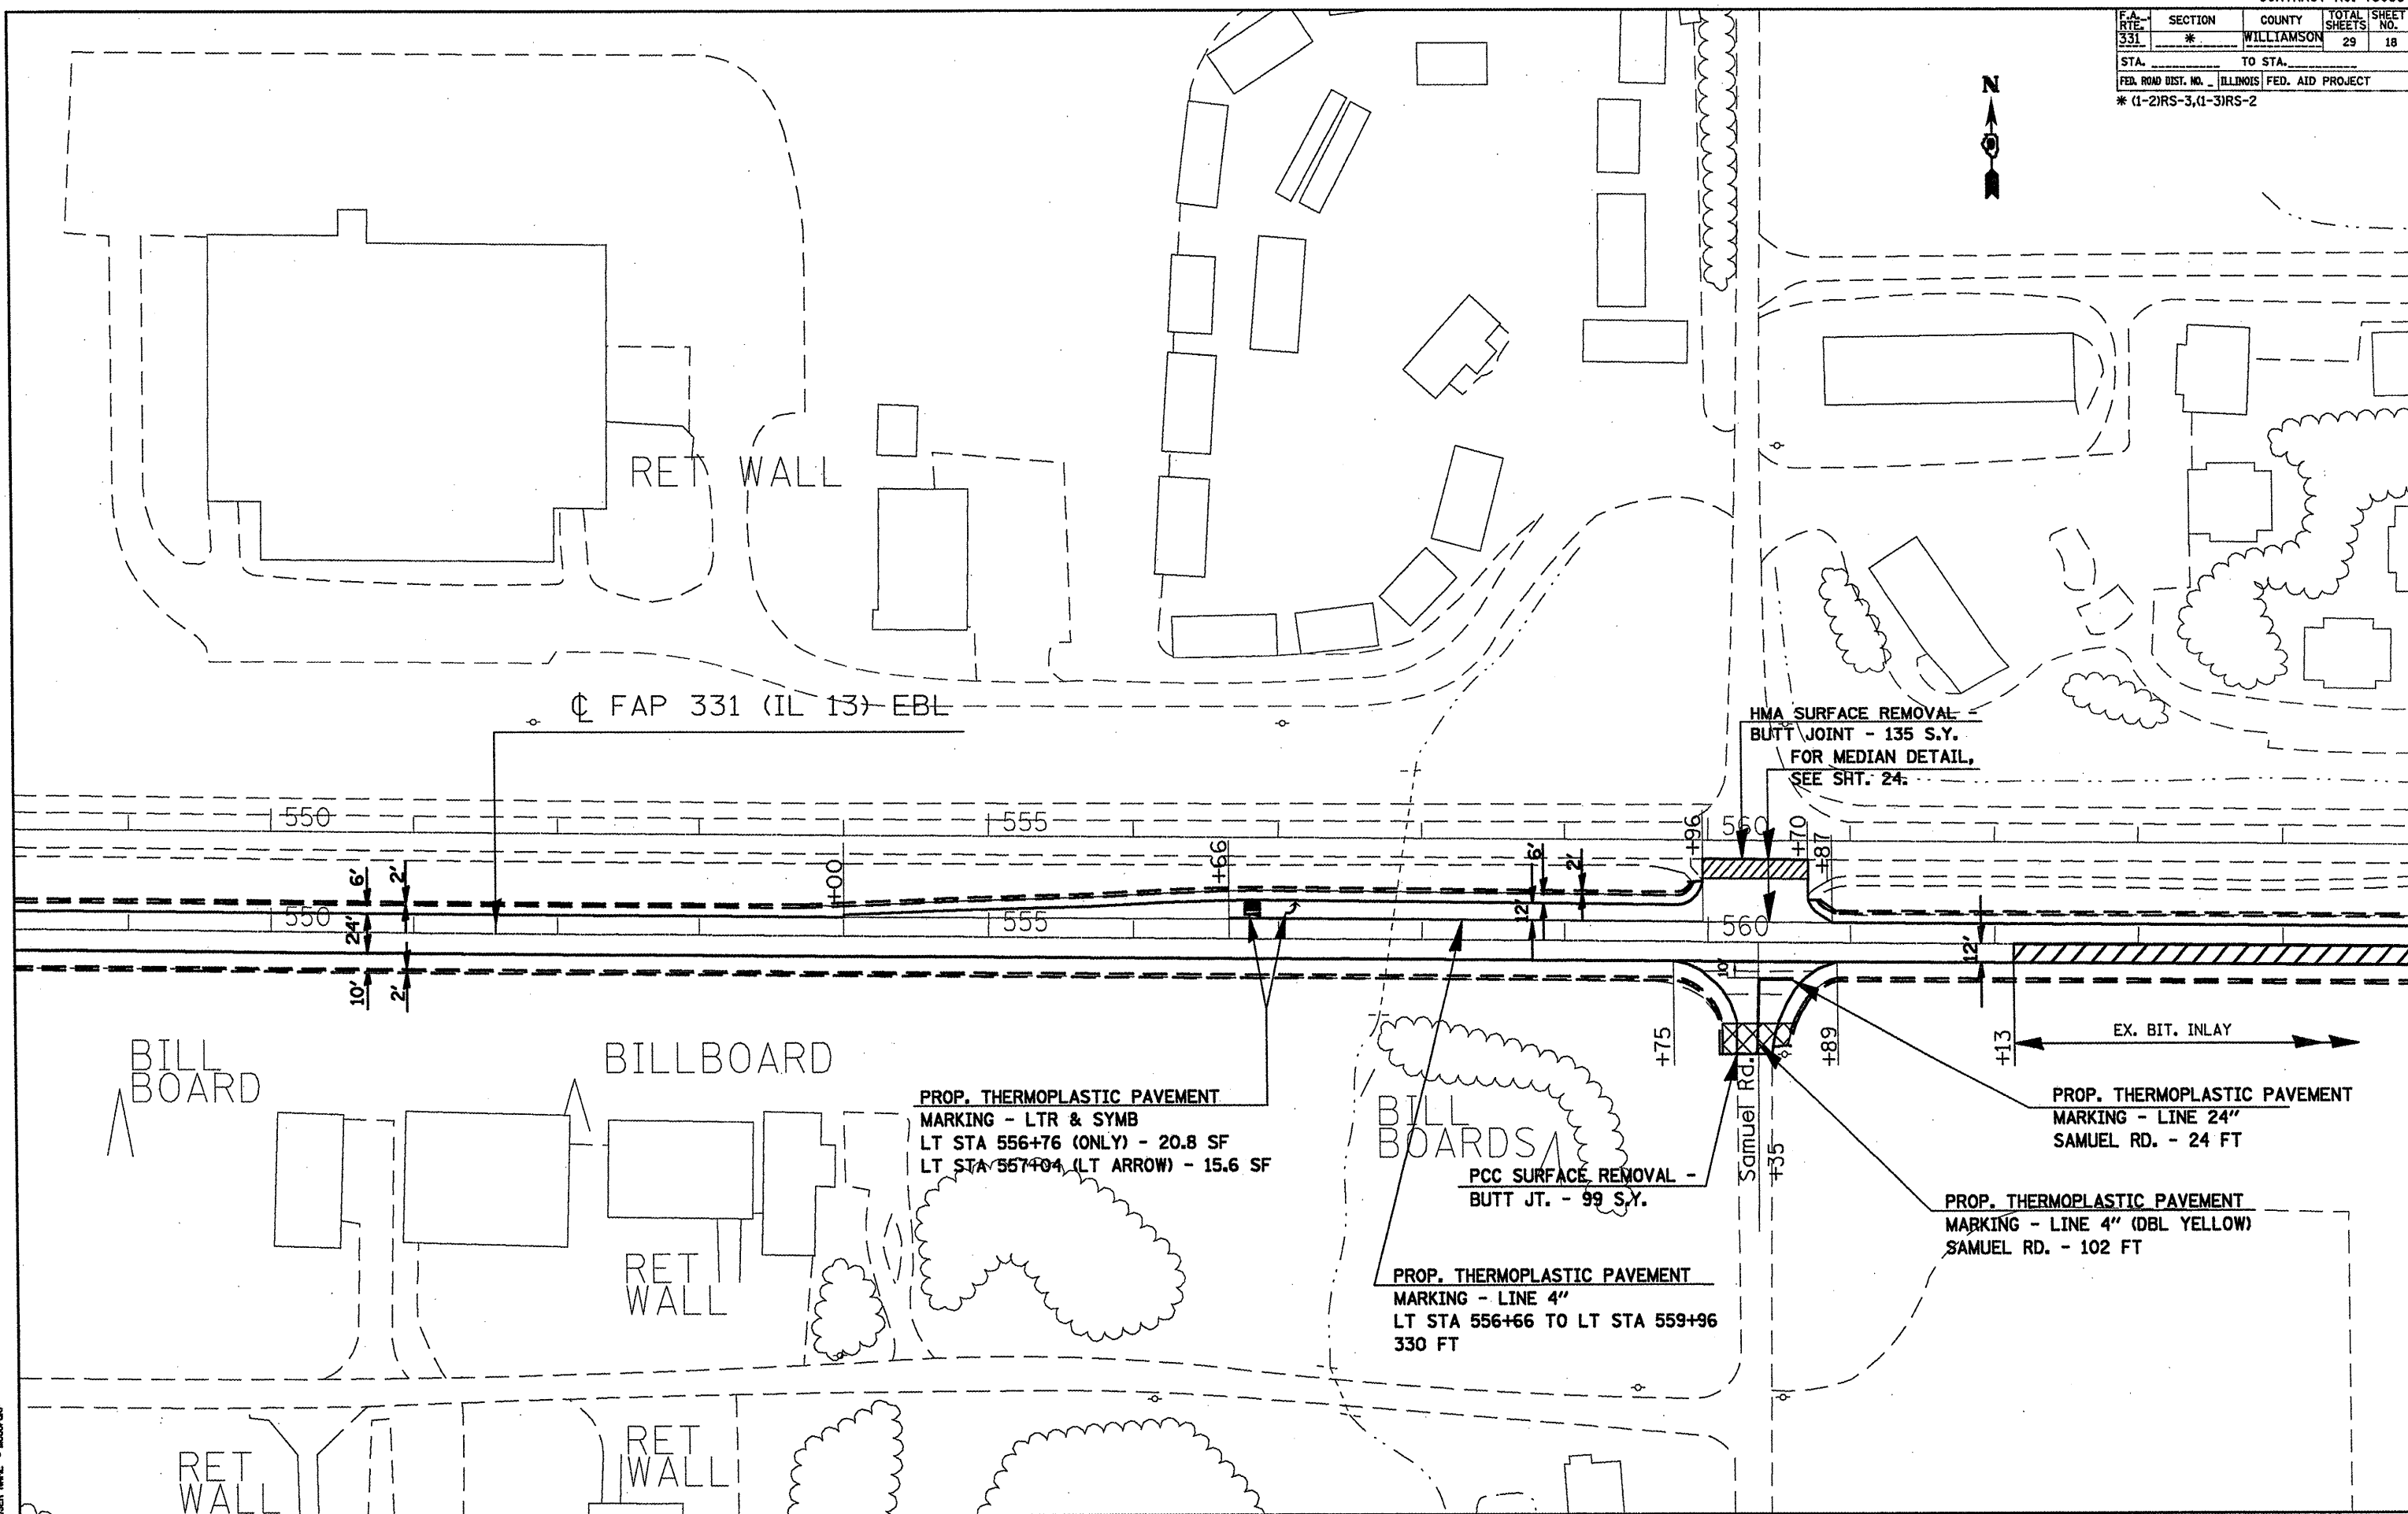 F.A. RTE. SECTION COUNTY TOTAL SHEETS SHEET NO.
331 * WILLIAMSON 29 18
STA. TO STA.
FED. ROAD DIST. NO. _ ILLINOIS FED. AID PROJECT
* (1-2)RS-3,(1-3)RS-2
N
RET WALL
℄ FAP 331 (IL 13) EBL
HMA SURFACE REMOVAL -
BUTT JOINT - 135 S.Y.
FOR MEDIAN DETAIL,
SEE SHT. 24.
550
555
560
+00
+66
+96
+70
+87
6'
2'
6'
2'
550
555
560
24'
12'
12'
10'
10'
2'
+75
+89
+13
EX. BIT. INLAY
Samuel Rd.
+35
BILL
BOARD
BILLBOARD
BILL
BOARDS
PROP. THERMOPLASTIC PAVEMENT
MARKING - LTR & SYMB
LT STA 556+76 (ONLY) - 20.8 SF
LT STA 557+04 (LT ARROW) - 15.6 SF
PROP. THERMOPLASTIC PAVEMENT
MARKING - LINE 24"
SAMUEL RD. - 24 FT
PCC SURFACE REMOVAL -
BUTT JT. - 99 S.Y.
PROP. THERMOPLASTIC PAVEMENT
MARKING - LINE 4" (DBL YELLOW)
SAMUEL RD. - 102 FT
PROP. THERMOPLASTIC PAVEMENT
MARKING - LINE 4"
LT STA 556+66 TO LT STA 559+96
330 FT
RET
WALL
RET
WALL
RET
WALL